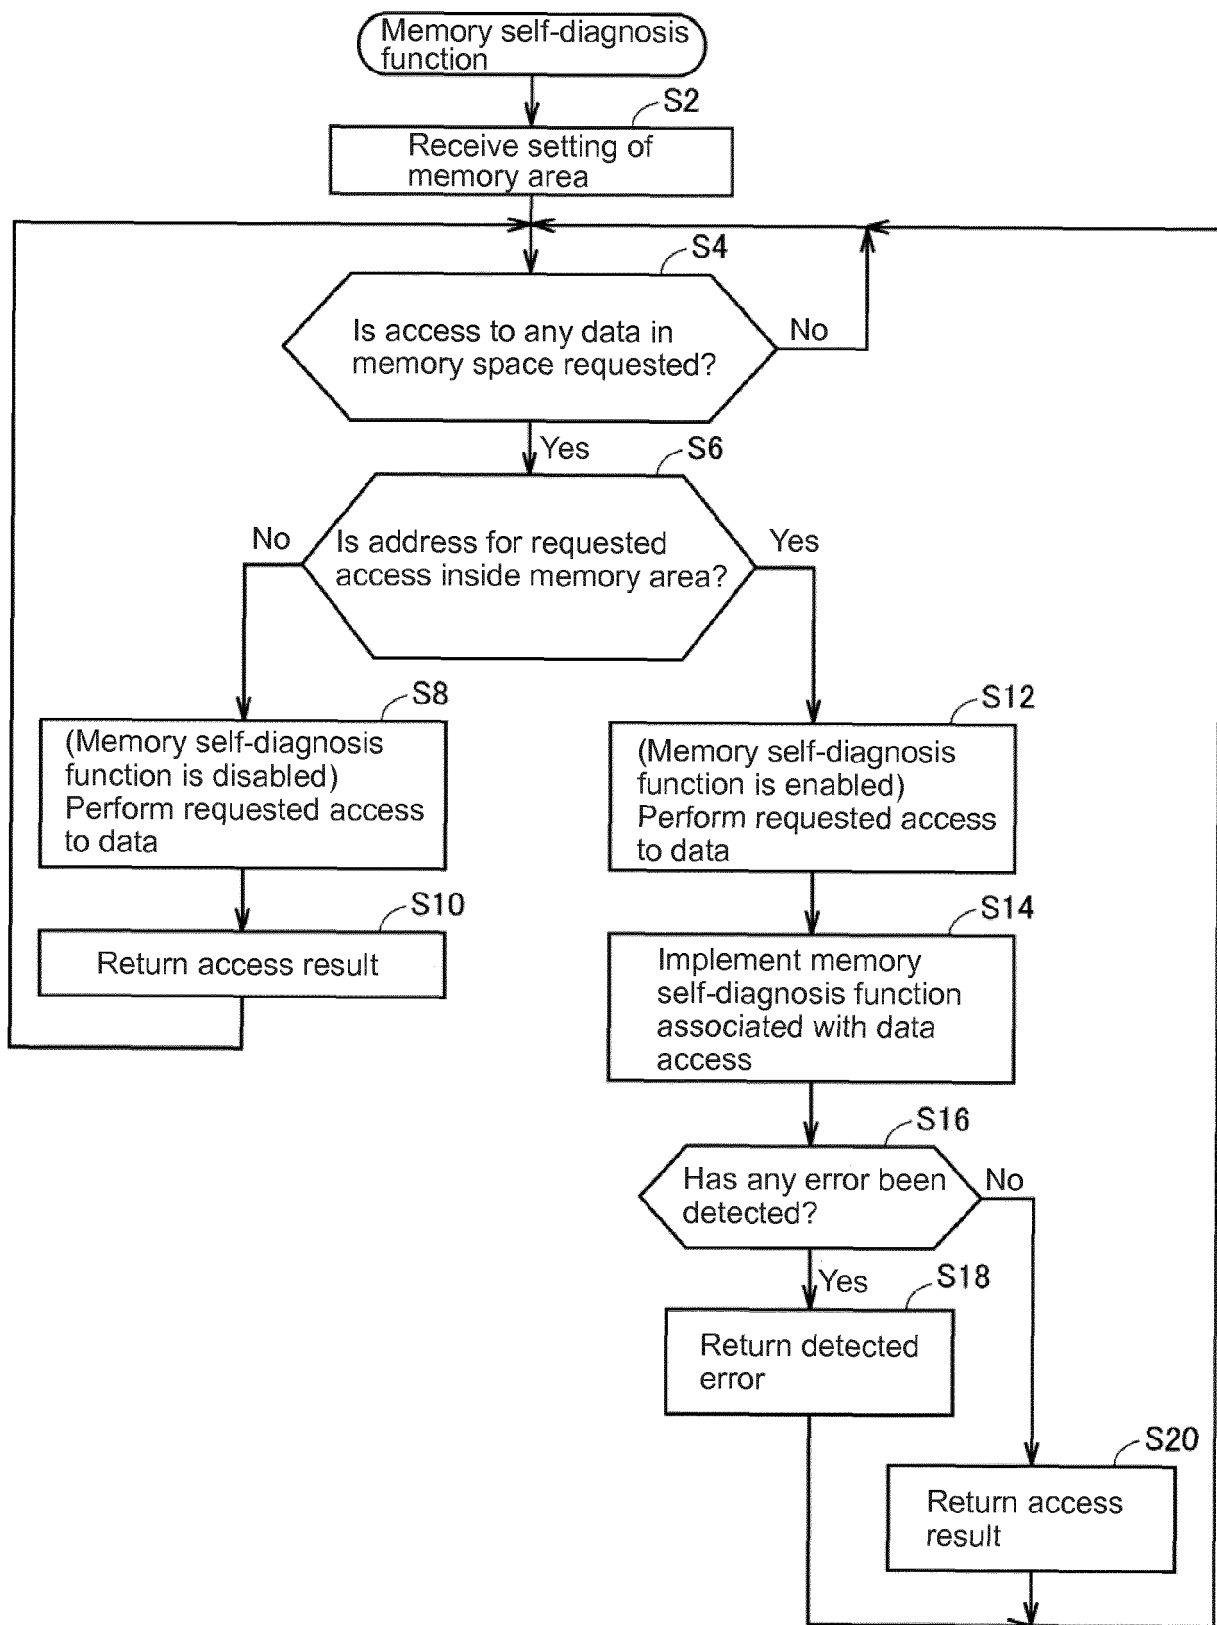 Memory self-diagnosis
function
S2
Receive setting of
memory area
S4
Is access to any data in
memory space requested?
No
Yes
S6
Is address for requested
access inside memory area?
No
Yes
S8
(Memory self-diagnosis
function is disabled)
Perform requested access
to data
S10
Return access result
S12
(Memory self-diagnosis
function is enabled)
Perform requested access
to data
S14
Implement memory
self-diagnosis function
associated with data
access
S16
Has any error been
detected?
No
Yes
S18
Return detected
error
S20
Return access
result